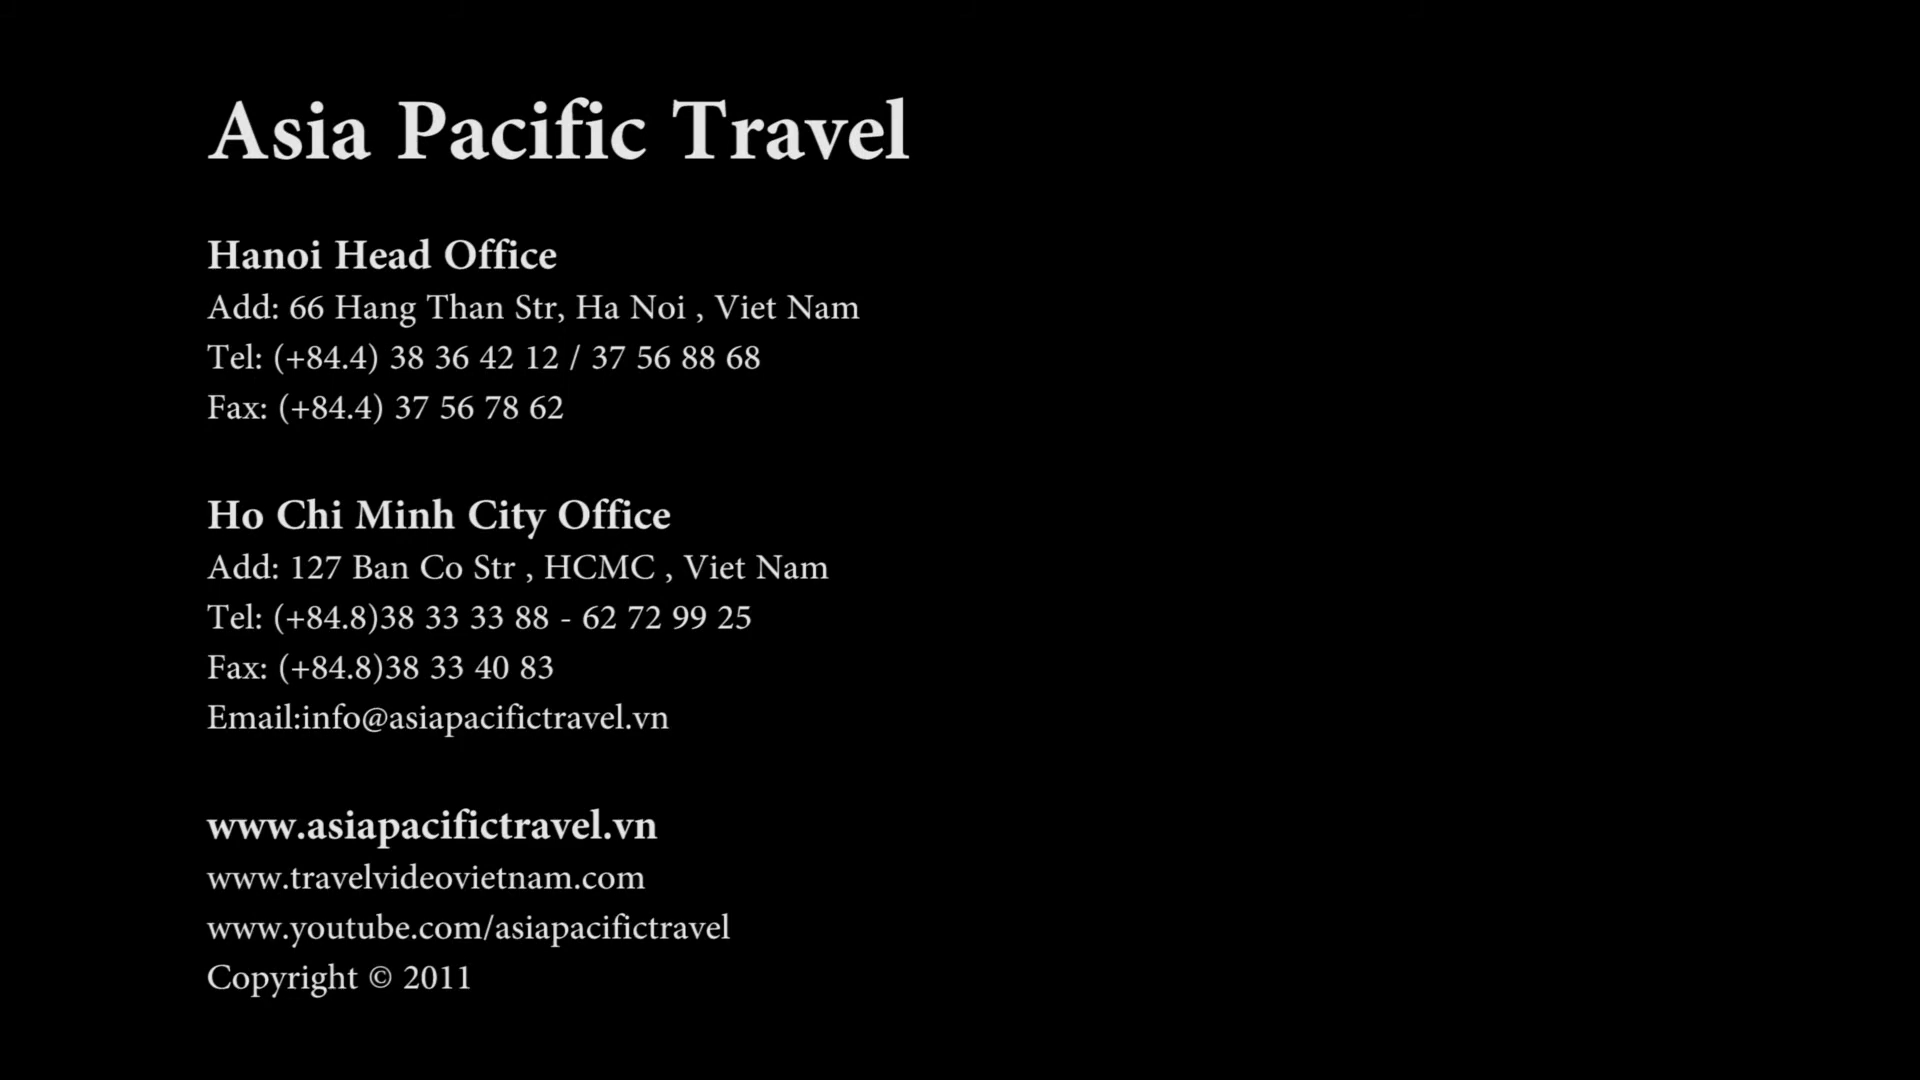 Asia Pacific Travel
Hanoi Head Office
Add: 66 Hang Than Str, Ha Noi , Viet Nam
Tel: (+84.4) 38 36 42 12 / 37 56 88 68
Fax: (+84.4) 37 56 78 62
Ho Chi Minh City Office
Add: 127 Ban Co Str , HCMC , Viet Nam
Tel: (+84.8)38 33 33 88 - 62 72 99 25
Fax: (+84.8)38 33 40 83
Email:info@asiapacifictravel.vn
www.asiapacifictravel.vn
www.travelvideovietnam.com
www.youtube.com/asiapacifictravel
Copyright © 2011